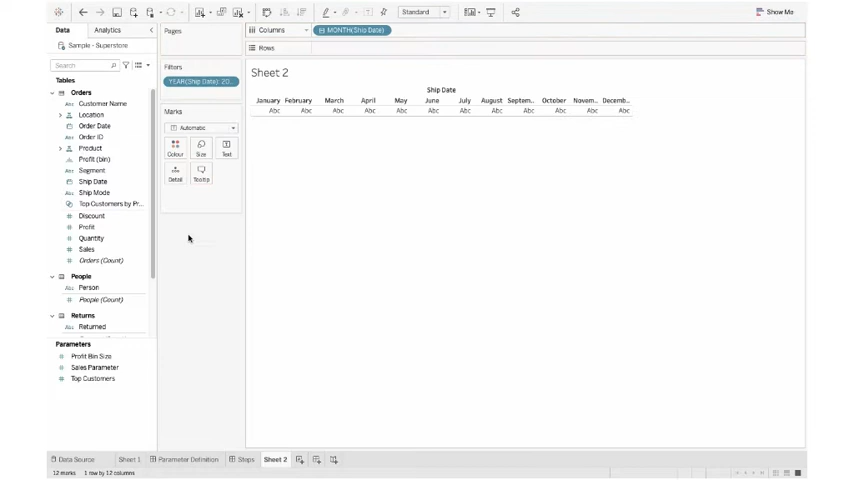 Standard
Show Me
Data
Analytics
Pages
Columns
MONTH(Ship Date)
Sample - Superstore
Rows
Search
Filters
Sheet 2
Tables
YEAR(Ship Date): 20...
Orders
Ship Date
Customer Name
January February March April May June July August Septem.. October Novem.. Decemb..
Location
Marks
Abc Abc Abc Abc Abc Abc Abc Abc Abc Abc Abc Abc
Order Date
Automatic
Order ID
Product
Colour Size Text
Profit (bin)
Segment
Ship Date
Detail Tooltip
Ship Mode
Top Customers by Pr...
Discount
Profit
Quantity
Sales
Orders (Count)
People
Person
People (Count)
Returns
Returned
Parameters
Profit Bin Size
Sales Parameter
Top Customers
Data Source Sheet 1 Parameter Definition Steps Sheet 2
12 marks 1 row by 12 columns